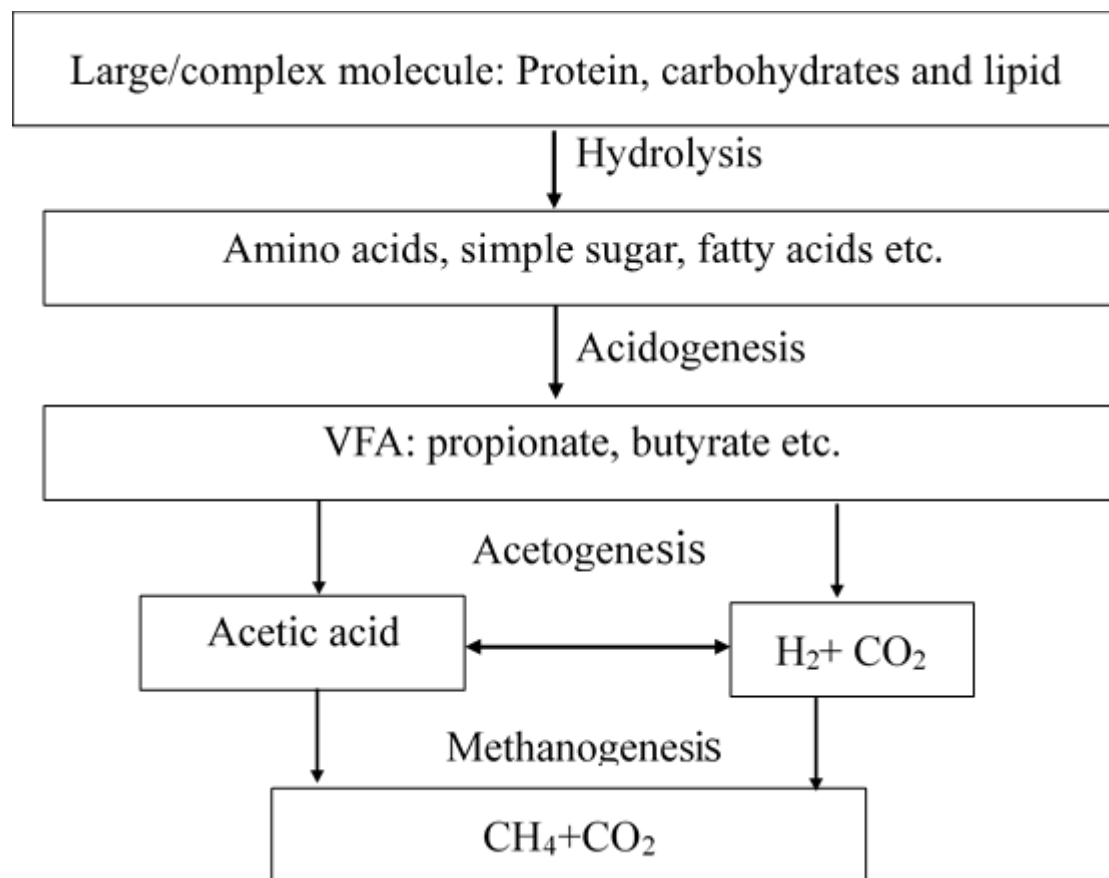 Large/complex molecule: Protein, carbohydrates and lipid
Hydrolysis
Amino acids, simple sugar, fatty acids etc.
Acidogenesis
VFA: propionate, butyrate etc.
Acetogenesis
Acetic acid
H₂+ CO₂
Methanogenesis
CH₄+CO₂